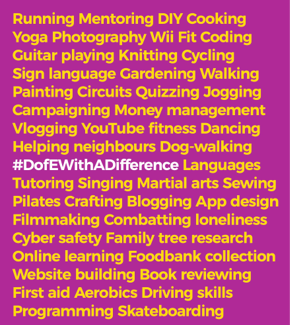 Running Mentoring DIY Cooking
Yoga Photography Wii Fit Coding
Guitar playing Knitting Cycling
Sign language Gardening Walking
Painting Circuits Quizzing Jogging
Campaigning Money management
Vlogging YouTube fitness Dancing
Helping neighbours Dog-walking
#DofEWithADifference Languages
Tutoring Singing Martial arts Sewing
Pilates Crafting Blogging App design
Filmmaking Combatting loneliness
Cyber safety Family tree research
Online learning Foodbank collection
Website building Book reviewing
First aid Aerobics Driving skills
Programming Skateboarding